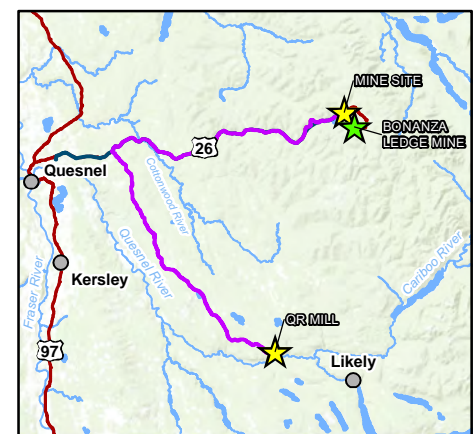 MINE SITE
BONANZA
LEDGE MINE
26
Cottonwood River
Quesnel
Quesnel River
Cariboo River
Fraser River
Kersley
QR MILL
97
Likely